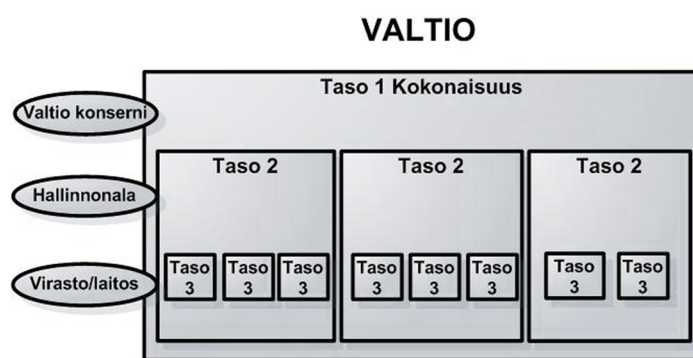 VALTIO
Taso 1 Kokonaisuus
Valtio konserni
Taso 2
Taso 2
Taso 2
Hallinnonala
Virasto/laitos
Taso
3
Taso
3
Taso
3
Taso
3
Taso
3
Taso
3
Taso
3
Taso
3